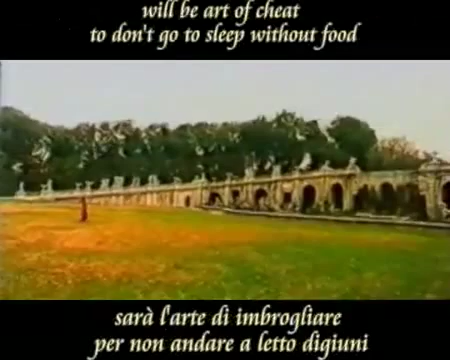 will be art of cheat
to don't go to sleep without food
sarà l'arte di imbrogliare
per non andare a letto digiuni